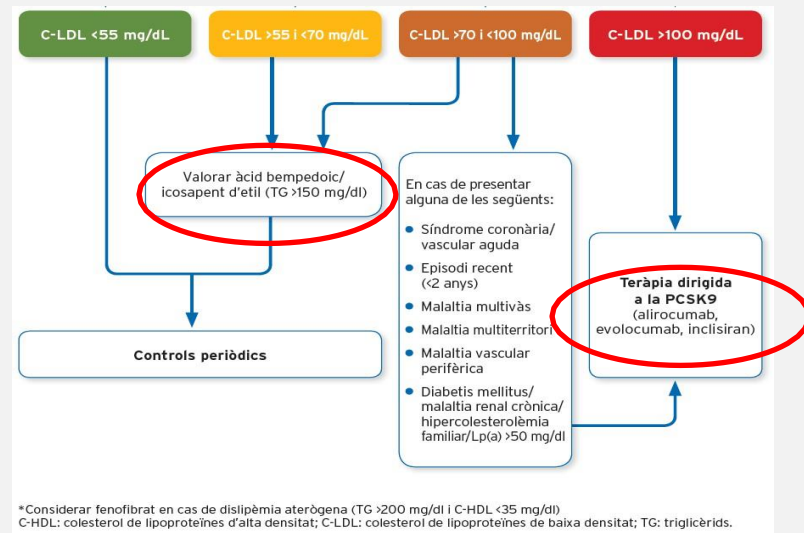 C-LDL <55 mg/dL
C-LDL >55 i <70 mg/dL
C-LDL >70 i <100 mg/dL
C-LDL >100 mg/dL
Valorar àcid bempedoic/
icosapent d'etil (TG >150 mg/dl)
En cas de presentar
alguna de les següents:
• Síndrome coronària/
vascular aguda
• Episodi recent
(<2 anys)
• Malaltia multivàs
• Malaltia multiterritori
• Malaltia vascular
perifèrica
• Diabetis mellitus/
malaltia renal crònica/
hipercolesterolèmia
familiar/Lp(a) >50 mg/dl
Teràpia dirigida
a la PCSK9
(alirocumab,
evolocumab, inclisiran)
Controls periòdics
*Considerar fenofibrat en cas de dislipèmia aterògena (TG >200 mg/dl i C-HDL <35 mg/dl)
C-HDL: colesterol de lipoproteïnes d'alta densitat; C-LDL: colesterol de lipoproteïnes de baixa densitat; TG: triglicèrids.